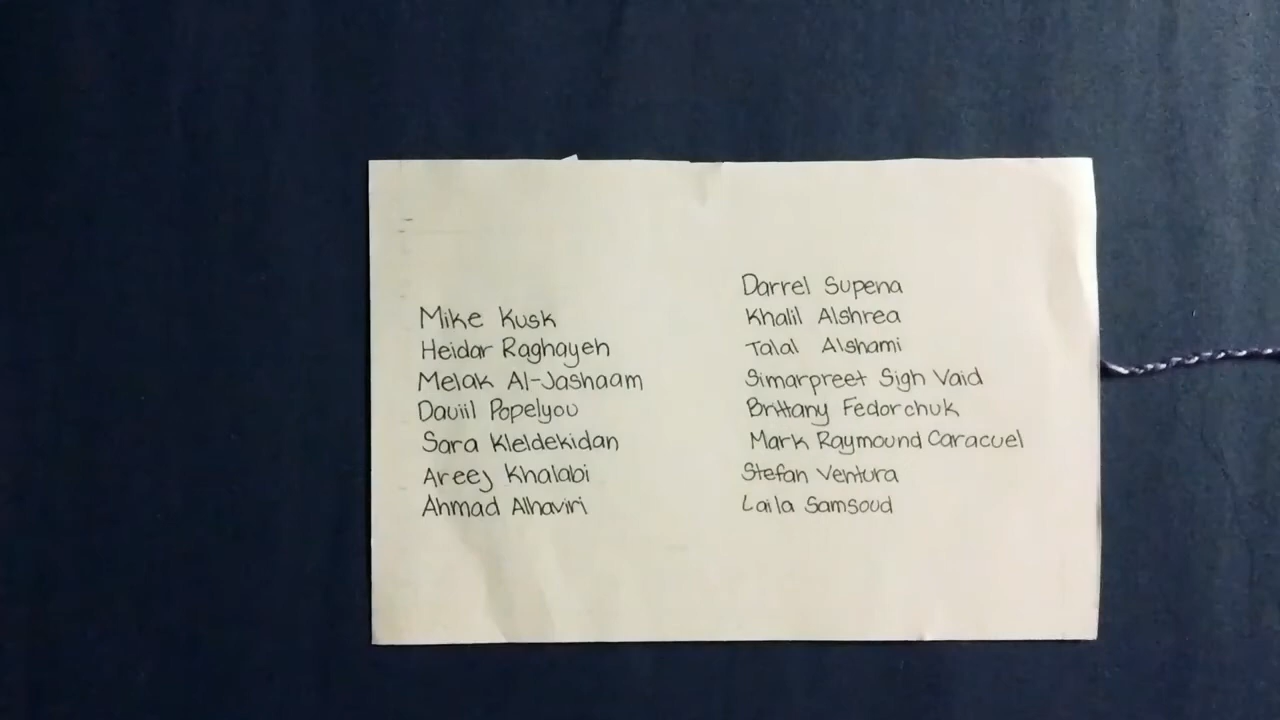 Mike Kusk
Heidar Raghayeh
Melak Al-Jashaam
Dauiil Popelyou
Sara Kleldekidan
Areej Khalabi
Ahmad Alhaviri
Darrel Supena
Khalil Alshrea
Talal Alshami
Simarpreet Sigh Vaid
Brittany Fedorchuk
Mark Raymound Caracuel
Stefan Ventura
Laila Samsoud